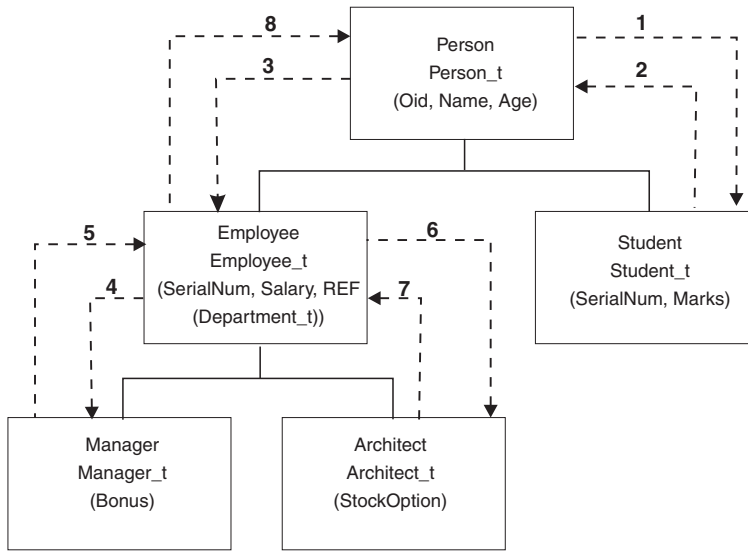 8
1
3
2
Person
Person_t
(Oid, Name, Age)
5
4
Employee
Employee_t
(SerialNum, Salary, REF
(Department_t))
6
7
Student
Student_t
(SerialNum, Marks)
Manager
Manager_t
(Bonus)
Architect
Architect_t
(StockOption)